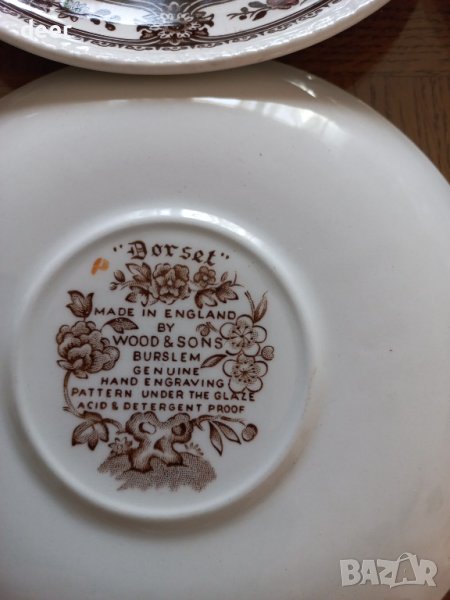 deer
"Dorset"
P
MADE IN ENGLAND
BY
WOOD & SONS
BURSLEM
GENUINE
HAND ENGRAVING
PATTERN UNDER THE GLAZE
ACID & DETERGENT PROOF
BAZAR